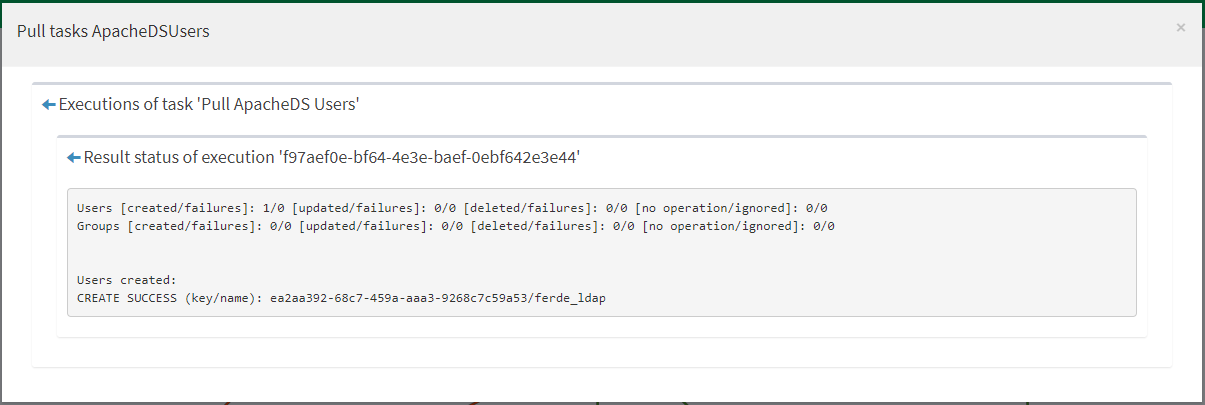 Pull tasks ApacheDSUsers
×
Executions of task 'Pull ApacheDS Users'
Result status of execution 'f97aef0e-bf64-4e3e-baef-0ebf642e3e44'
Users [created/failures]: 1/0 [updated/failures]: 0/0 [deleted/failures]: 0/0 [no operation/ignored]: 0/0
Groups [created/failures]: 0/0 [updated/failures]: 0/0 [deleted/failures]: 0/0 [no operation/ignored]: 0/0
Users created:
CREATE SUCCESS (key/name): ea2aa392-68c7-459a-aaa3-9268c7c59a53/ferde_ldap